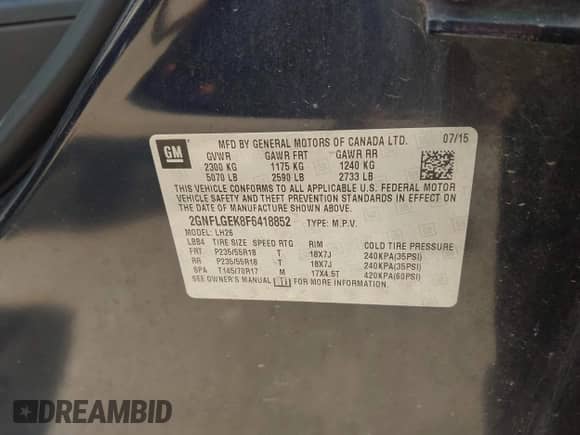 GM
MFD BY GENERAL MOTORS OF CANADA LTD. 07/15
GVWR GAWR FRT GAWR RR
2300 KG 1175 KG 1240 KG
5070 LB 2590 LB 2733 LB
THIS VEHICLE CONFORMS TO ALL APPLICABLE U.S. FEDERAL MOTOR
VEHICLE SAFETY AND THEFT PREVENTION STANDARDS IN EFFECT ON THE
DATE OF MANUFACTURE SHOWN ABOVE.
2GNFLGEK8F6418852 TYPE: M.P.V.
MODEL: LH26
LBB4 TIRE SIZE SPEED RTG RIM COLD TIRE PRESSURE
FRT P235/55R18 T 18X7J 240KPA(35PSI)
RR P235/55R18 T 18X7J 240KPA(35PSI)
SPA T145/70R17 M 17X4.5T 420KPA(60PSI)
SEE OWNER'S MANUAL FOR MORE INFORMATION.
DREAMBID